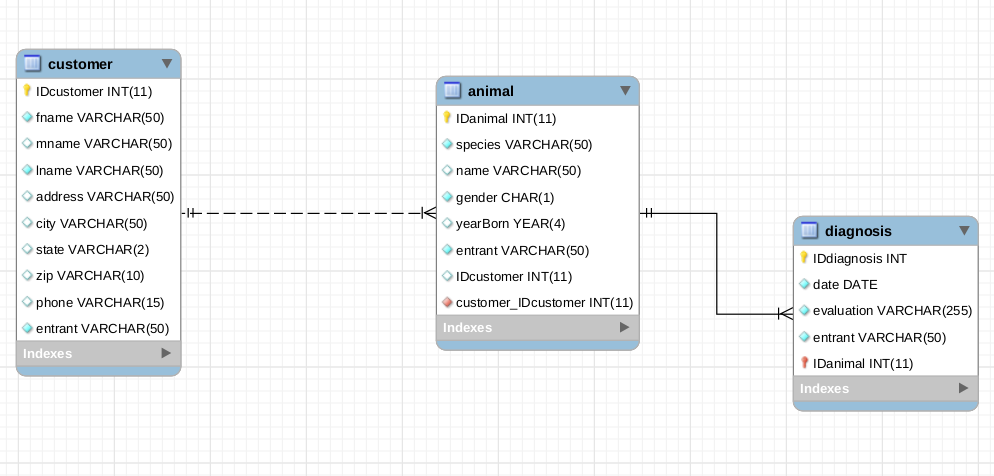 customer
IDcustomer INT(11)
fname VARCHAR(50)
mname VARCHAR(50)
lname VARCHAR(50)
address VARCHAR(50)
city VARCHAR(50)
state VARCHAR(2)
zip VARCHAR(10)
phone VARCHAR(15)
entrant VARCHAR(50)
Indexes
animal
IDanimal INT(11)
species VARCHAR(50)
name VARCHAR(50)
gender CHAR(1)
yearBorn YEAR(4)
entrant VARCHAR(50)
IDcustomer INT(11)
customer_IDcustomer INT(11)
Indexes
diagnosis
IDdiagnosis INT
date DATE
evaluation VARCHAR(255)
entrant VARCHAR(50)
IDanimal INT(11)
Indexes